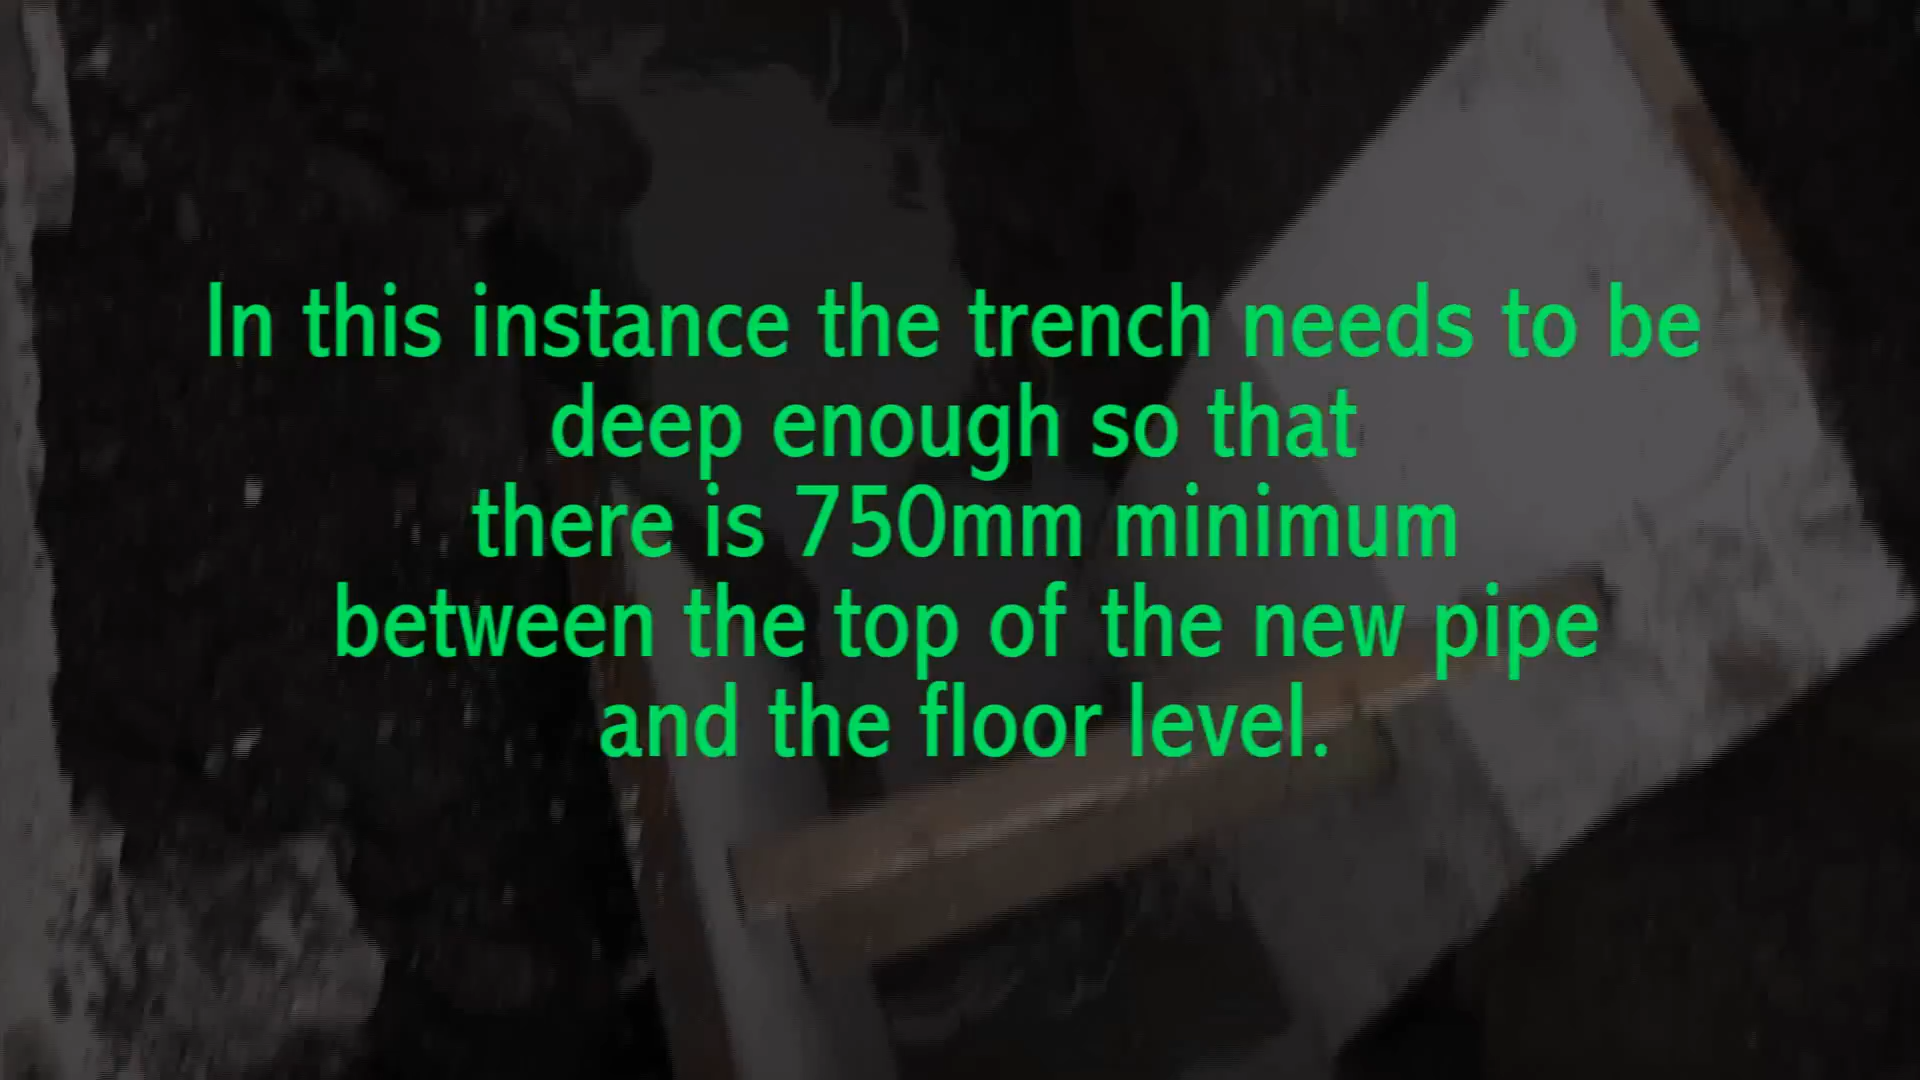 In this instance the trench needs to be
deep enough so that
there is 750mm minimum
between the top of the new pipe
and the floor level.